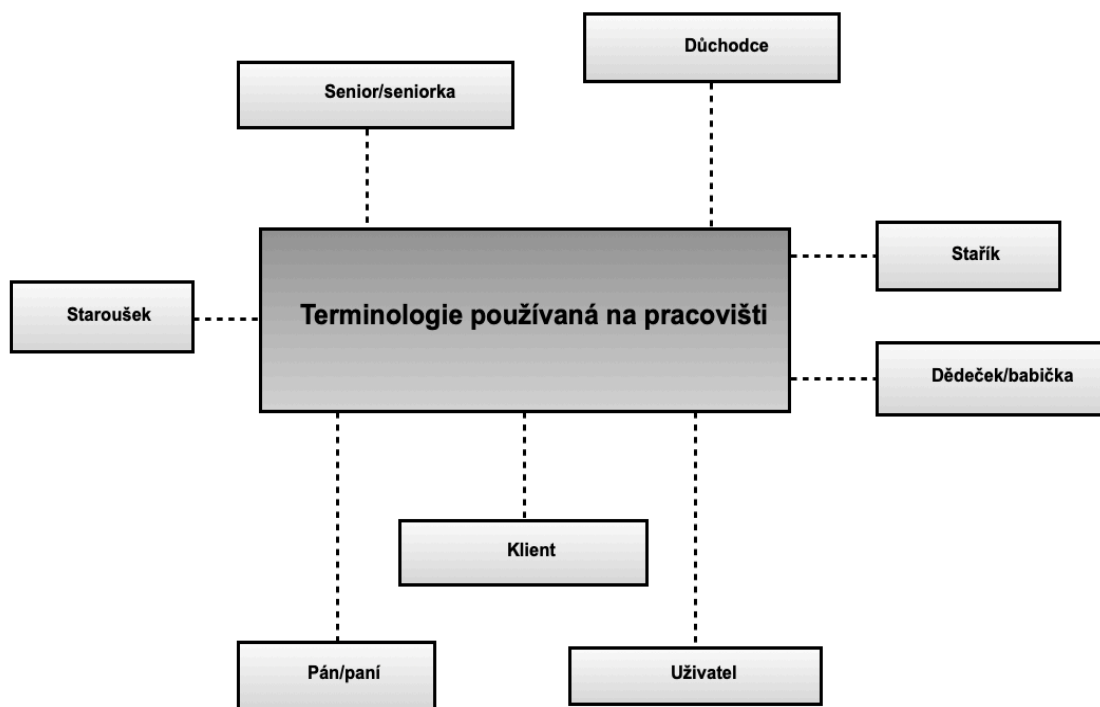 Důchodce
Senior/seniorka
Stařík
Staroušek
Terminologie používaná na pracovišti
Dědeček/babička
Klient
Pán/paní
Uživatel